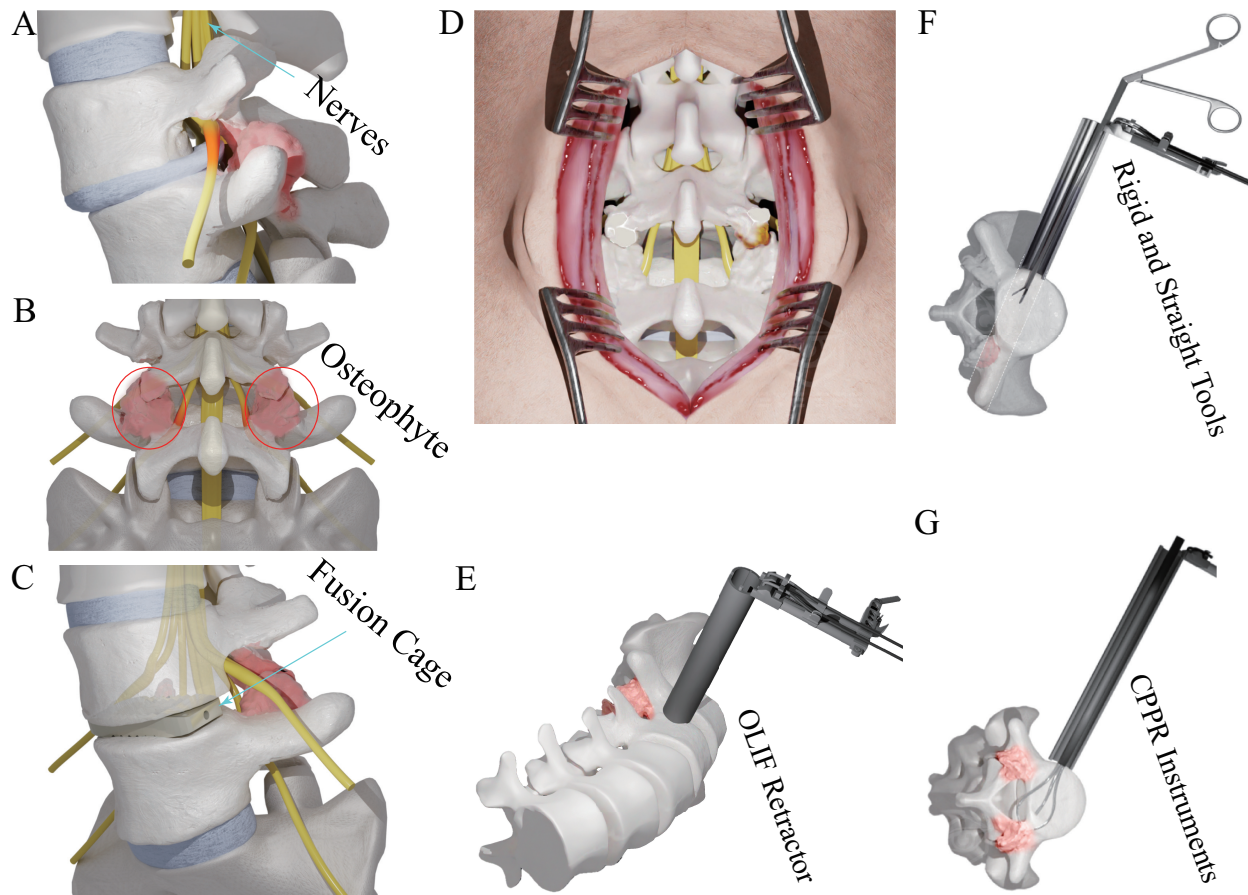 A
Nerves
B
Osteophyte
C
Fusion Cage
D
E
OLIF Retractor
F
Rigid and Straight Tools
G
CPPR Instruments